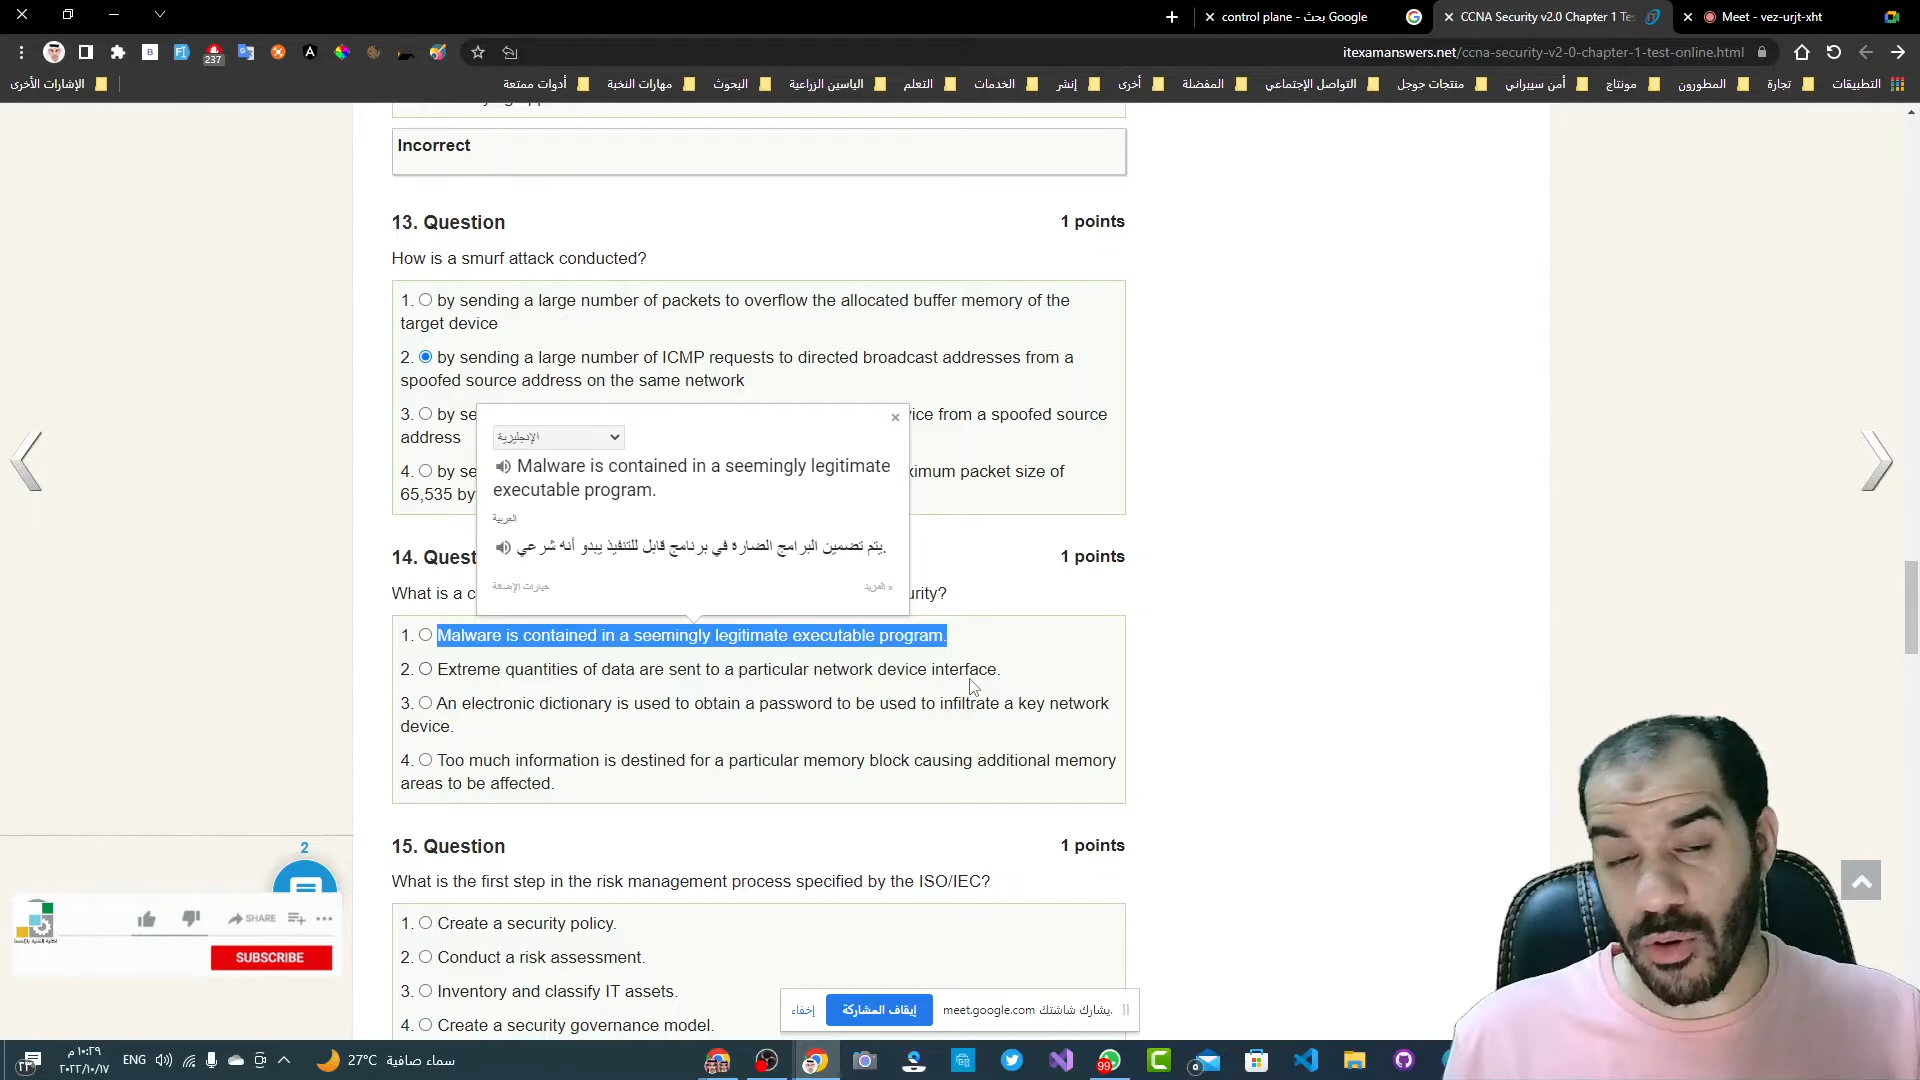 control plane - بحث Google
CCNA Security v2.0 Chapter 1 Te
Meet - vez-urjt-xht
237
itexamanswers.net/ccna-security-v2-0-chapter-1-test-online.html
التطبيقات
تجارة
المطورون
مونتاج
أمن سيبراني
منتجات جوجل
التواصل الإجتماعي
المفضلة
أخرى
إنشر
الخدمات
التعلم
الياسين الزراعية
البحوث
مهارات النخبة
أدوات ممتعة
الإشارات الأخرى
Incorrect
13. Question
1 points
How is a smurf attack conducted?
1. by sending a large number of packets to overflow the allocated buffer memory of the
target device
2. by sending a large number of ICMP requests to directed broadcast addresses from a
spoofed source address on the same network
3. by se
ice from a spoofed source
address
4. by se
ximum packet size of
65,535 by
الإنجليزية
Malware is contained in a seemingly legitimate
executable program.
العربية
يتم تضمين البرامج الضارة في برنامج قابل للتنفيذ يبدو أنه شرعي.
خيارات الإضافة
المزيد »
14. Quest
1 points
What is a c
urity?
1. Malware is contained in a seemingly legitimate executable program.
2. Extreme quantities of data are sent to a particular network device interface.
3. An electronic dictionary is used to obtain a password to be used to infiltrate a key network
device.
4. Too much information is destined for a particular memory block causing additional memory
areas to be affected.
15. Question
1 points
What is the first step in the risk management process specified by the ISO/IEC?
1. Create a security policy.
2. Conduct a risk assessment.
3. Inventory and classify IT assets.
4. Create a security governance model.
2
SHARE
SUBSCRIBE
يشارك شاشتك meet.google.com.
إيقاف المشاركة
إخفاء
١٠:٢٩ م
٢٠٢٢/١٠/١٧
ENG
27°C
سماء صافية
99